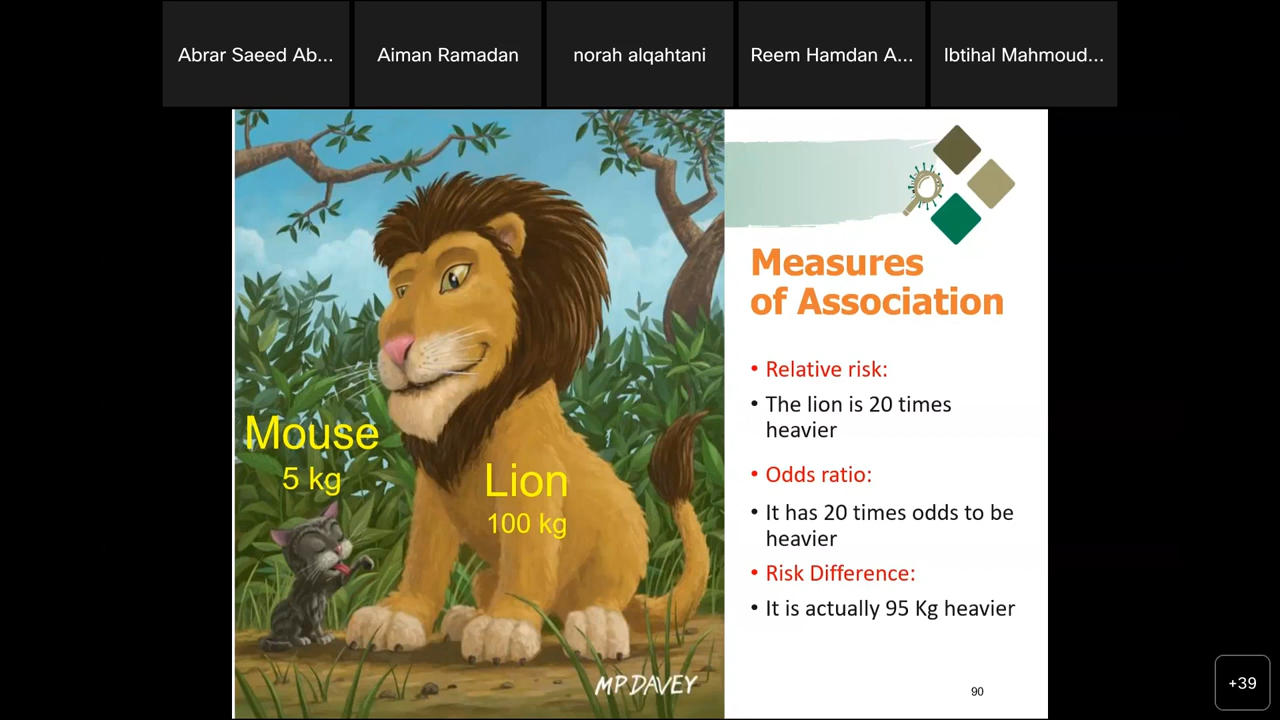 Abrar Saeed Ab...
Aiman Ramadan
norah alqahtani
Reem Hamdan A...
Ibtihal Mahmoud...
Mouse
5 kg
Lion
100 kg
MP DAVEY
Measures
of Association
• Relative risk:
• The lion is 20 times
heavier
• Odds ratio:
• It has 20 times odds to be
heavier
• Risk Difference:
• It is actually 95 Kg heavier
90
+39